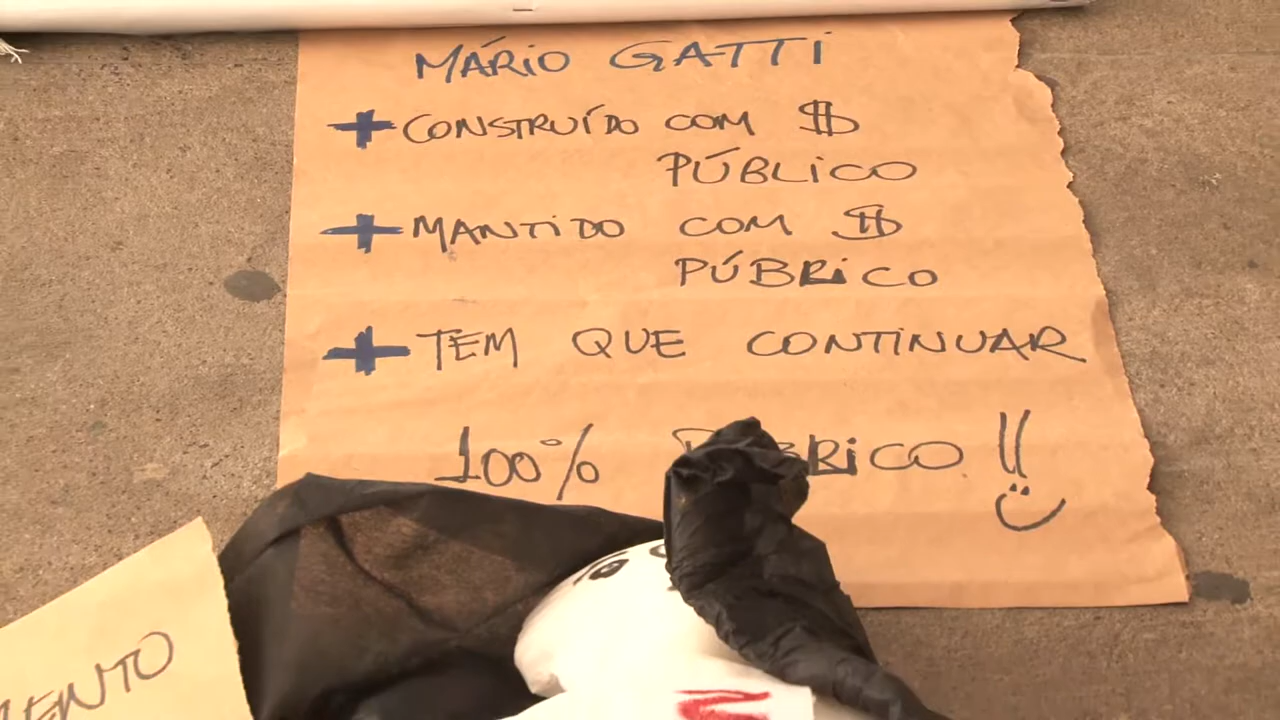 MÁRIO GATTI
+ CONSTRUÍDO COM $
PÚBLICO
+ MANTIDO COM $
PÚBRICO
+ TEM QUE CONTINUAR
100% !!